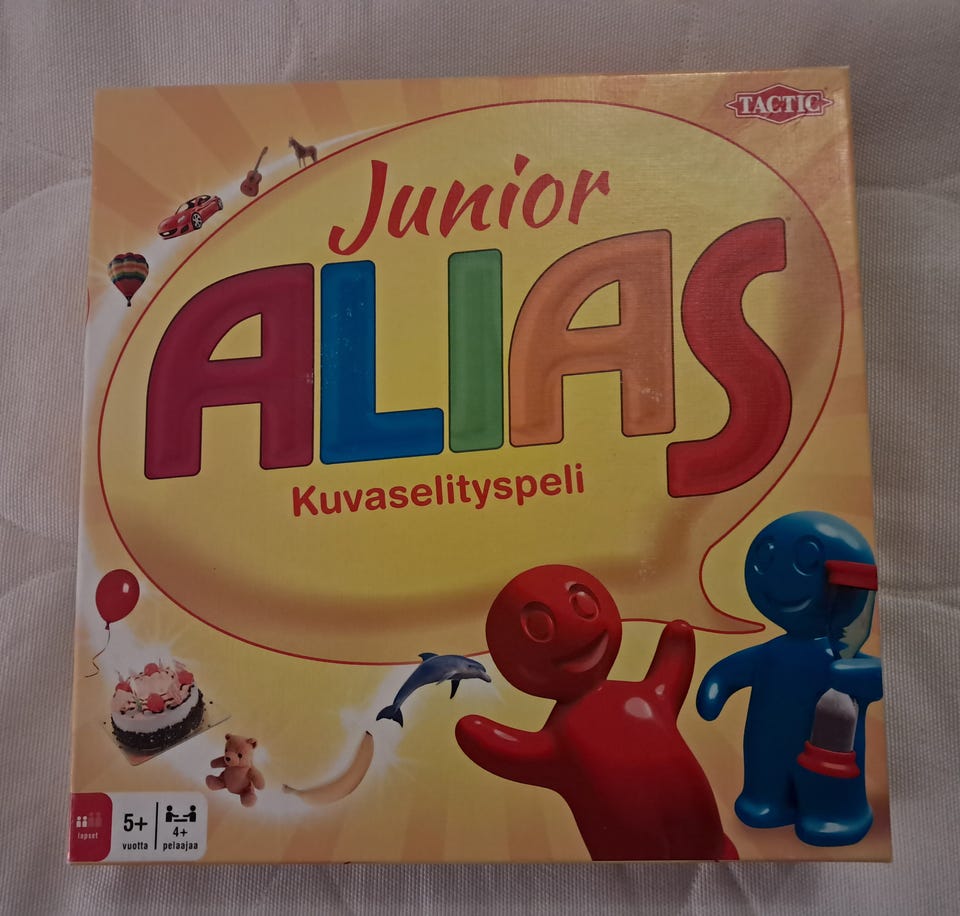 TACTIC
Junior
ALIAS
Kuvaselityspeli
lapset
5+
vuotta
4+
pelaajaa